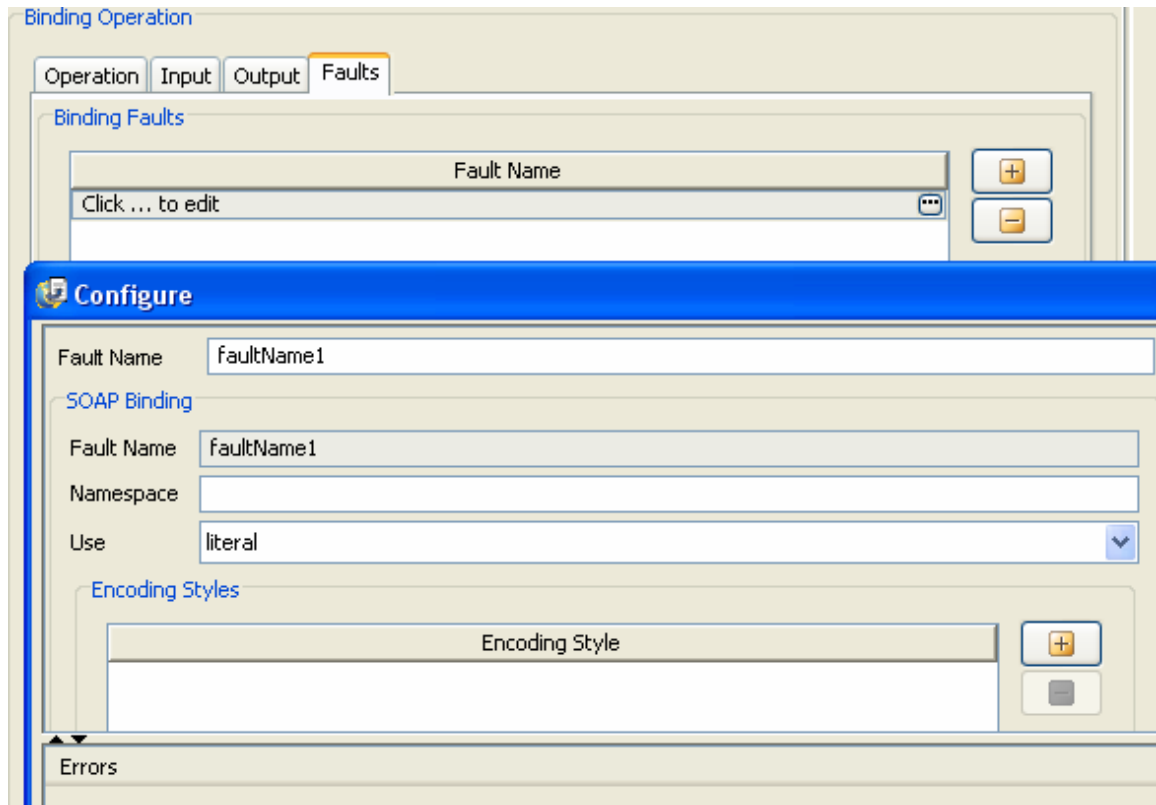 Binding Operation
Operation Input Output Faults
Binding Faults
Fault Name
Click ... to edit
Configure
Fault Name faultName1
SOAP Binding
Fault Name faultName1
Namespace
Use literal
Encoding Styles
Encoding Style
Errors